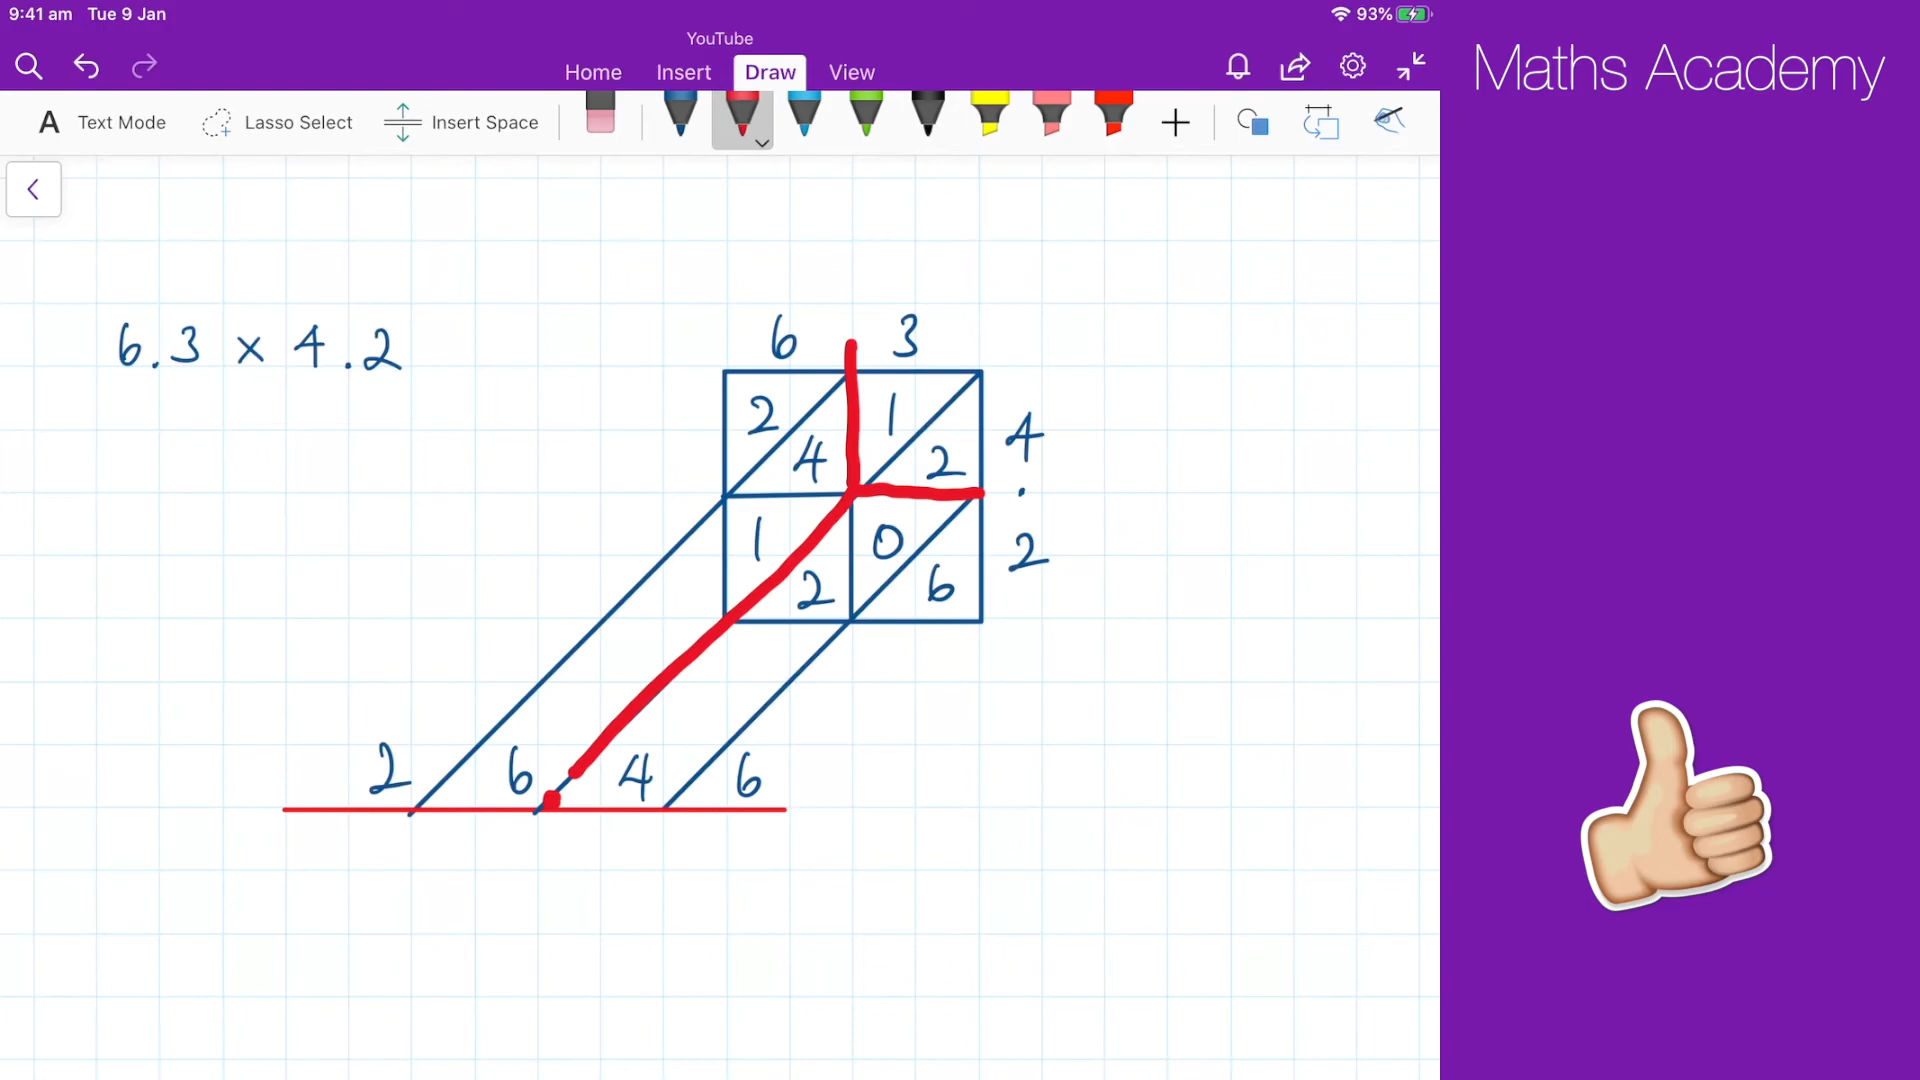 9:41 am Tue 9 Jan
93%
YouTube
Home Insert Draw View
Maths Academy
A Text Mode Lasso Select Insert Space
6.3 × 4.2
6 3
2 4 1 2 4
.
1 2 0 6 2
2 6 . 4 6